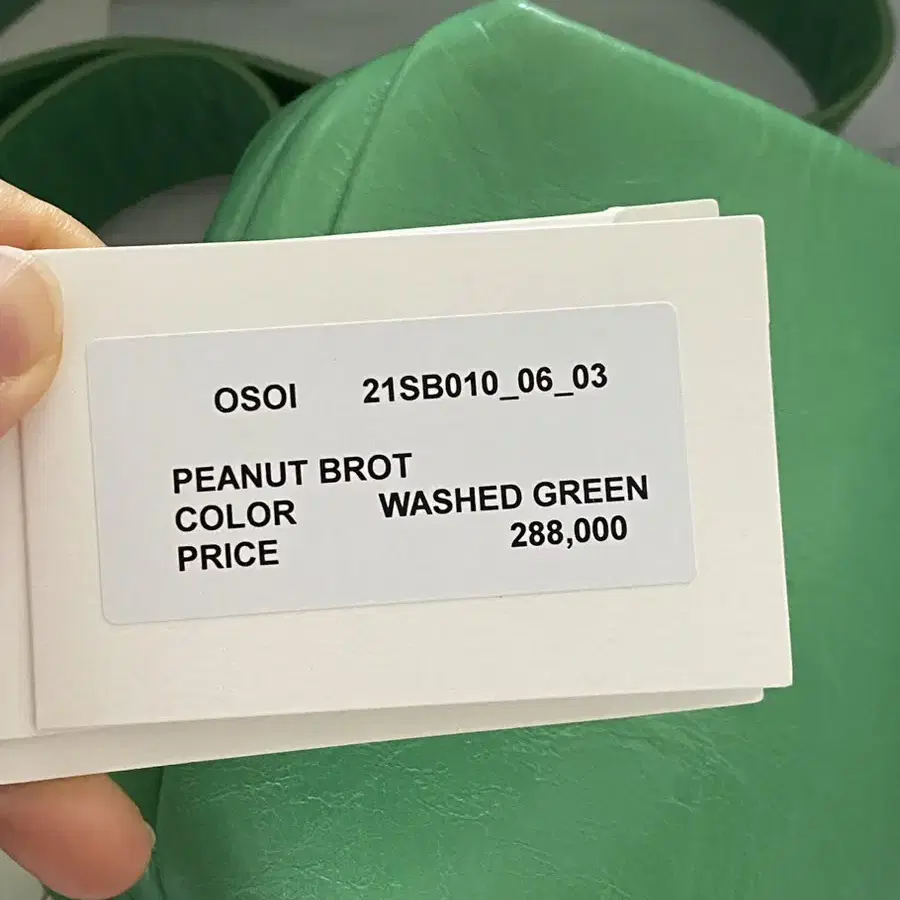 OSOI 21SB010_06_03
PEANUT BROT
COLOR WASHED GREEN
PRICE 288,000